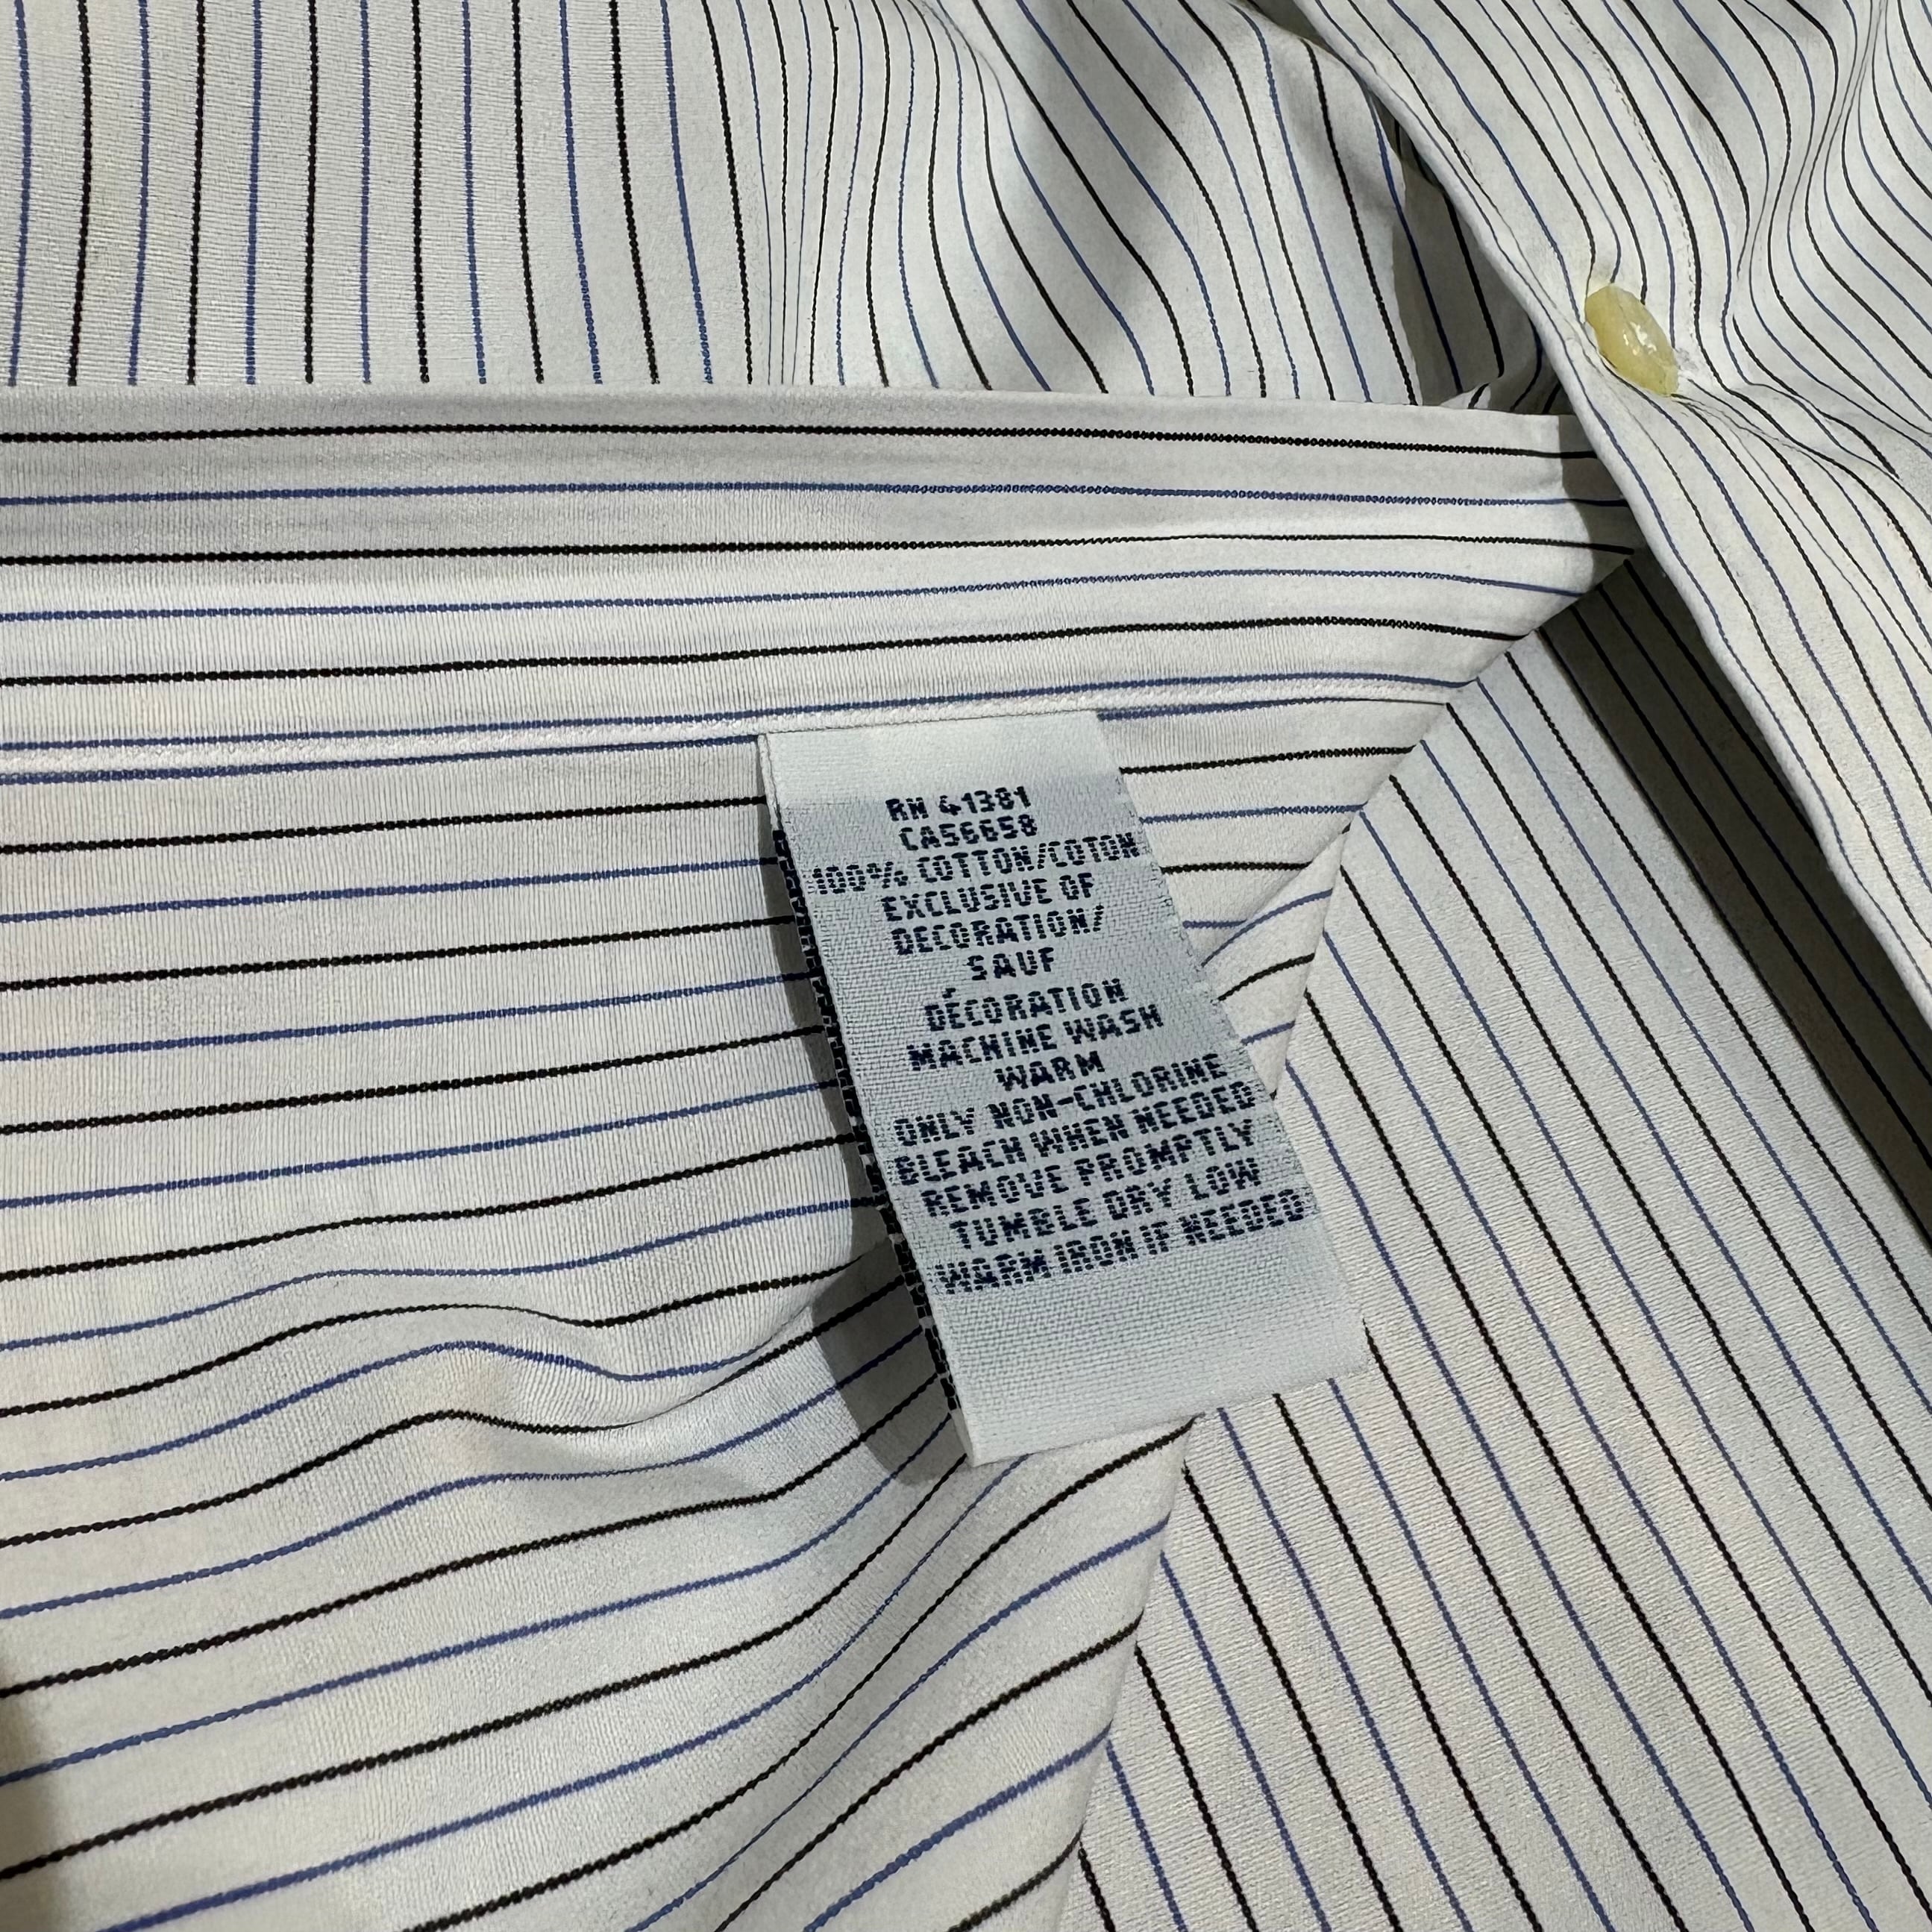 RN 41381
CA56658
100% COTTON/COTON
EXCLUSIVE OF
DECORATION/
SAUF
DÉCORATION
MACHINE WASH
WARM
ONLY NON-CHLORINE
BLEACH WHEN NEEDED
REMOVE PROMPTLY
TUMBLE DRY LOW
WARM IRON IF NEEDED